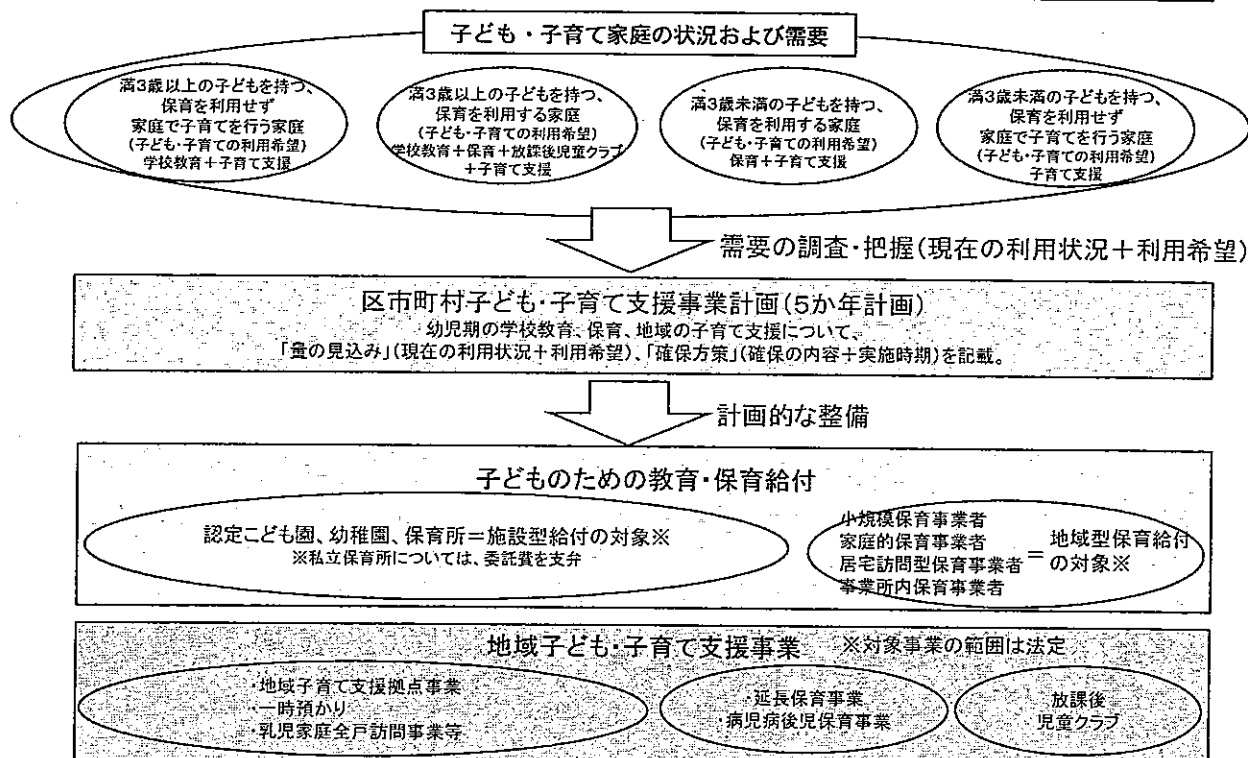 子ども・子育て家庭の状況および需要
満3歳以上の子どもを持つ、
保育を利用せず
家庭で子育てを行う家庭
(子ども・子育ての利用希望)
学校教育+子育て支援
満3歳以上の子どもを持つ、
保育を利用する家庭
(子ども・子育ての利用希望)
学校教育+保育+放課後児童クラブ
+子育て支援
満3歳未満の子どもを持つ、
保育を利用する家庭
(子ども・子育ての利用希望)
保育+子育て支援
満3歳未満の子どもを持つ、
保育を利用せず
家庭で子育てを行う家庭
(子ども・子育ての利用希望)
子育て支援
需要の調査・把握(現在の利用状況+利用希望)
区市町村子ども・子育て支援事業計画(5か年計画)
幼児期の学校教育、保育、地域の子育て支援について、
「量の見込み」(現在の利用状況+利用希望)、「確保方策」(確保の内容+実施時期)を記載。
計画的な整備
子どものための教育・保育給付
認定こども園、幼稚園、保育所=施設型給付の対象※
※私立保育所については、委託費を支弁
小規模保育事業者
家庭的保育事業者
居宅訪問型保育事業者
事業所内保育事業者
=地域型保育給付
の対象※
地域子ども・子育て支援事業 ※対象事業の範囲は法定
・地域子育て支援拠点事業
・一時預かり
・乳児家庭全戸訪問事業等
延長保育事業
病児病後児保育事業
放課後
児童クラブ